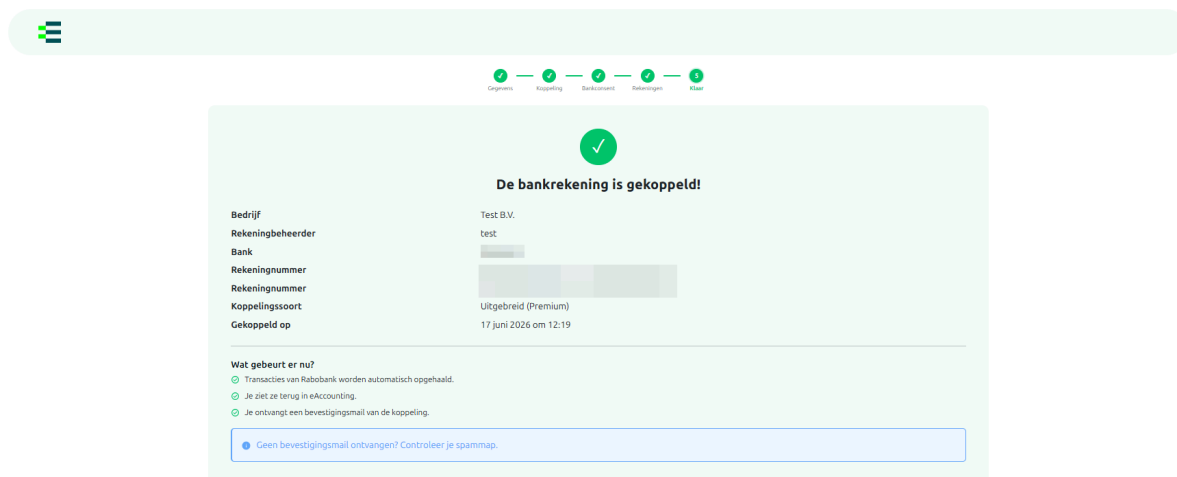 Gegevens Koppeling Bankconsent Rekeningen 5 Klaar
De bankrekening is gekoppeld!
Bedrijf Test B.V.
Rekeningbeheerder test
Bank
Rekeningnummer
Rekeningnummer
Koppelingssoort Uitgebreid (Premium)
Gekoppeld op 17 juni 2026 om 12:19
Wat gebeurt er nu?
Transacties van Rabobank worden automatisch opgehaald.
Je ziet ze terug in eAccounting.
Je ontvangt een bevestigingsmail van de koppeling.
Geen bevestigingsmail ontvangen? Controleer je spammap.